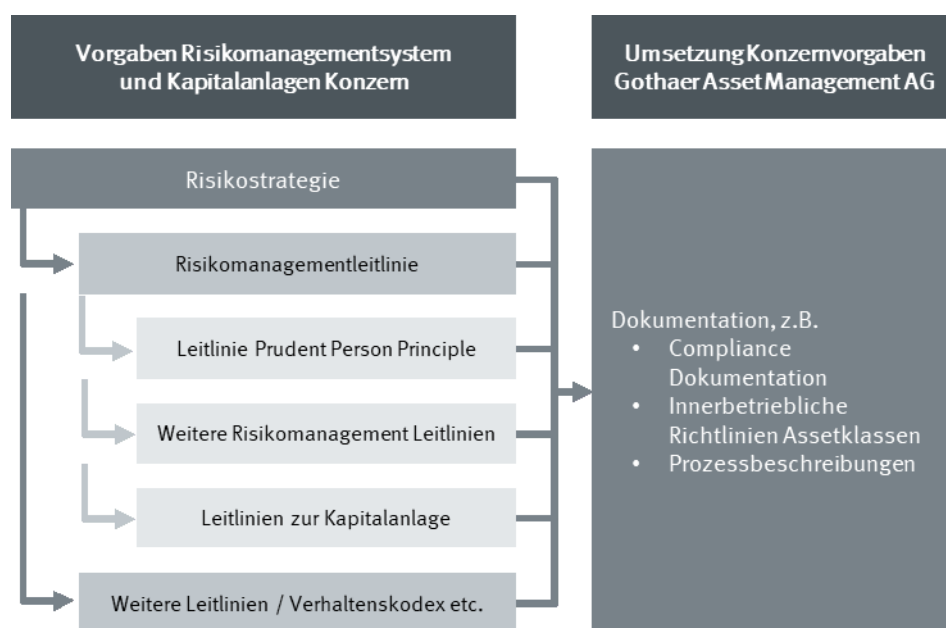 Vorgaben Risikomanagementsystem
und Kapitalanlagen Konzern
Umsetzung Konzernvorgaben
Gothaer Asset Management AG
Risikostrategie
Risikomanagementleitlinie
Leitlinie Prudent Person Principle
Weitere Risikomanagement Leitlinien
Leitlinien zur Kapitalanlage
Weitere Leitlinien / Verhaltenskodex etc.
Dokumentation, z.B.
• Compliance
Dokumentation
• Innerbetriebliche
Richtlinien Assetklassen
• Prozessbeschreibungen